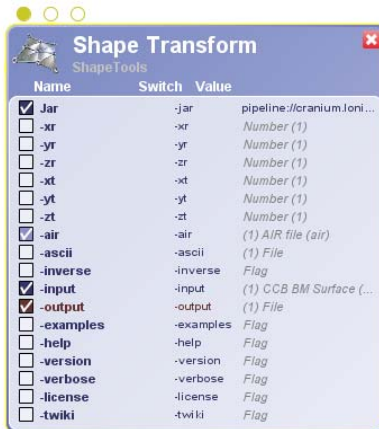 Shape Transform
ShapeTools
Name Switch Value
Jar -jar pipeline://cranium.loni...
-xr -xr Number (1)
-yr -yr Number (1)
-zr -zr Number (1)
-xt -xt Number (1)
-yt -yt Number (1)
-zt -zt Number (1)
-air -air (1) AIR file (air)
-ascii -ascii (1) File
-inverse -inverse Flag
-input -input (1) CCB BM Surface (...
-output -output (1) File
-examples -examples Flag
-help -help Flag
-version -version Flag
-verbose -verbose Flag
-license -license Flag
-twiki -twiki Flag